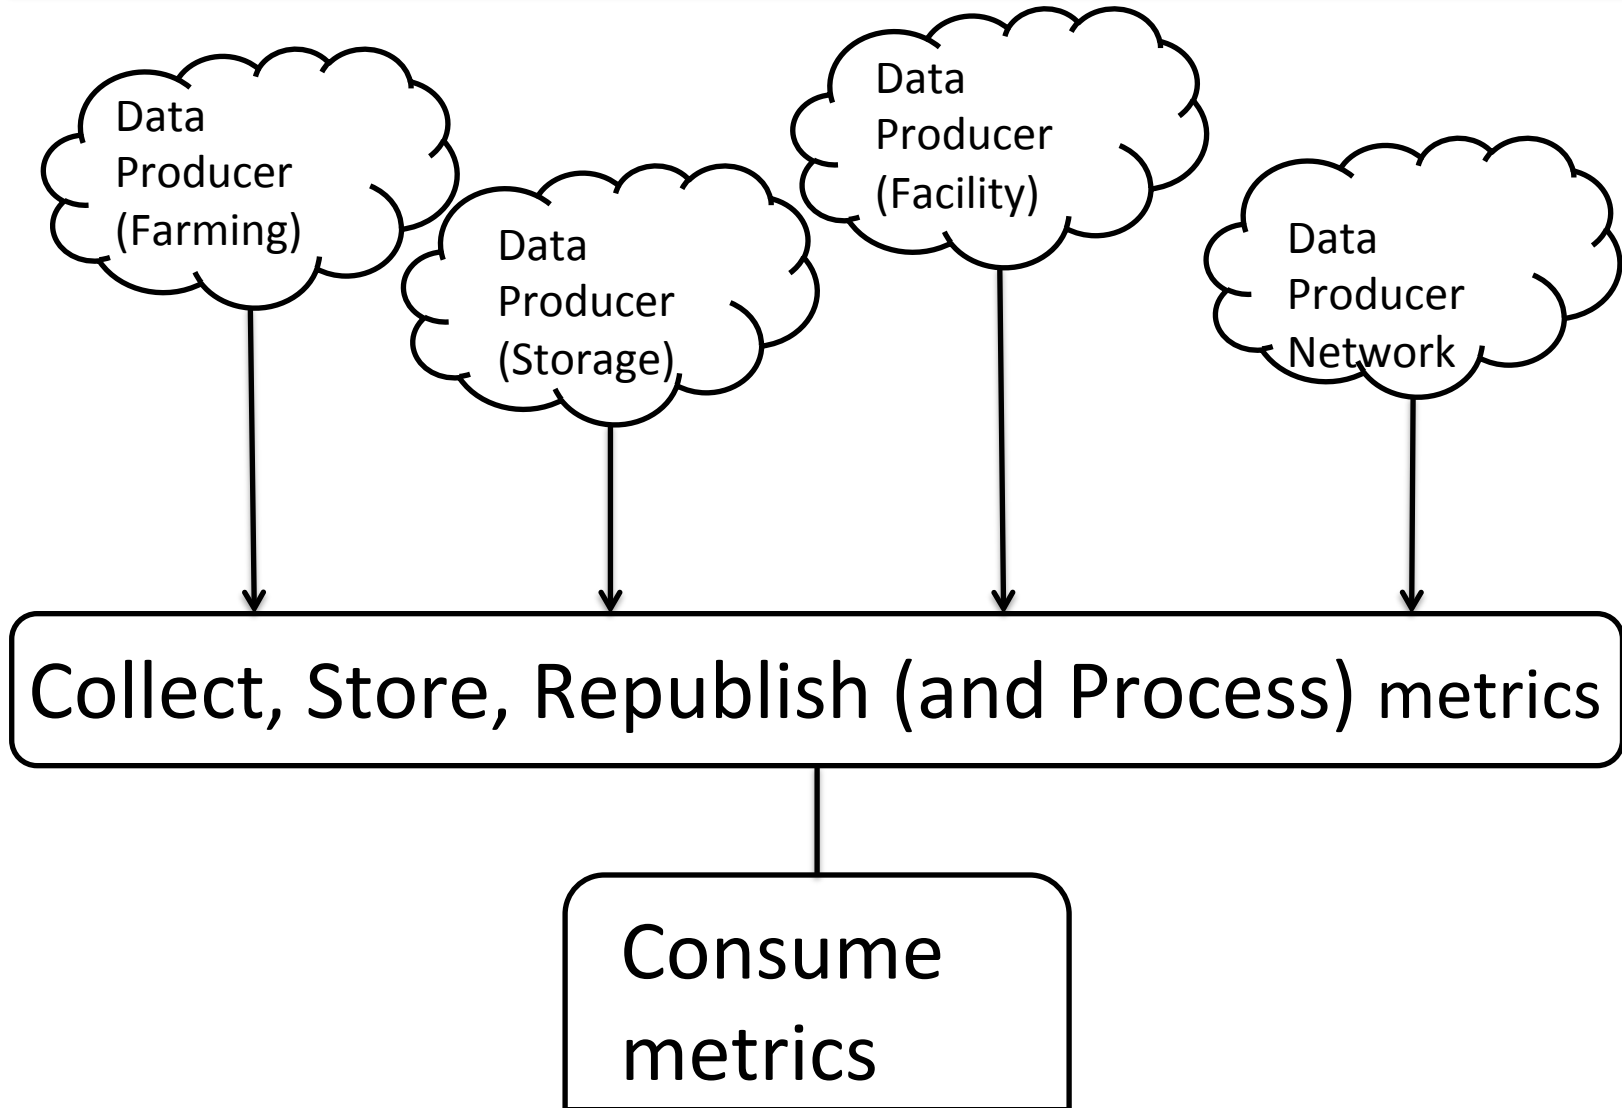 Data
Producer
(Farming)
Data
Producer
(Storage)
Data
Producer
(Facility)
Data
Producer
Network
Collect, Store, Republish (and Process) metrics
Consume
metrics